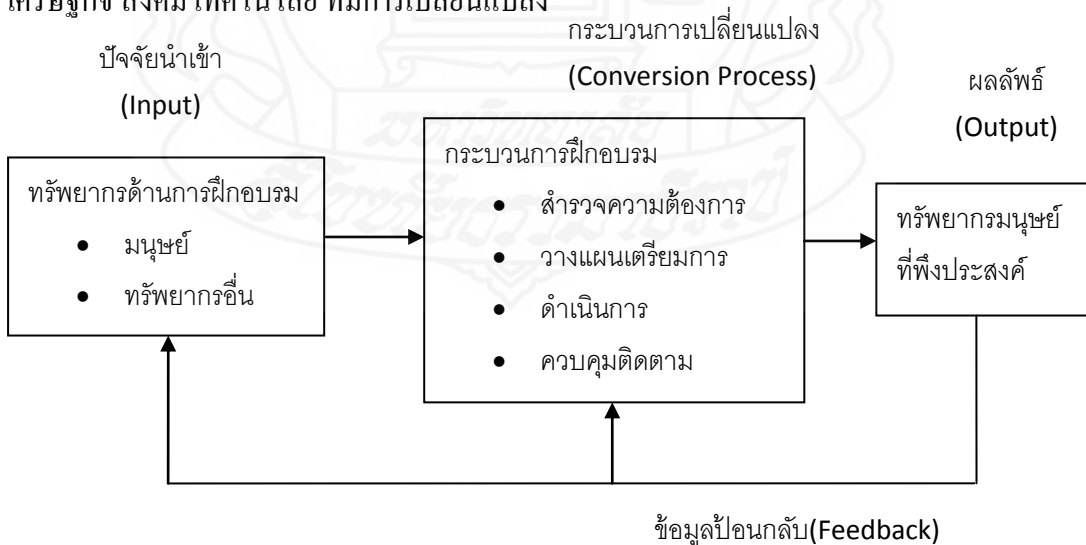 กระบวนการเปลี่ยนแปลง
(Conversion Process)
ปัจจัยนำเข้า
(Input)
ผลลัพธ์
(Output)
ทรัพยากรด้านการฝึกอบรม
● มนุษย์
● ทรัพยากรอื่น
กระบวนการฝึกอบรม
● สำรวจความต้องการ
● วางแผนเตรียมการ
● ดำเนินการ
● ควบคุมติดตาม
ทรัพยากรมนุษย์
ที่พึงประสงค์
ข้อมูลป้อนกลับ(Feedback)